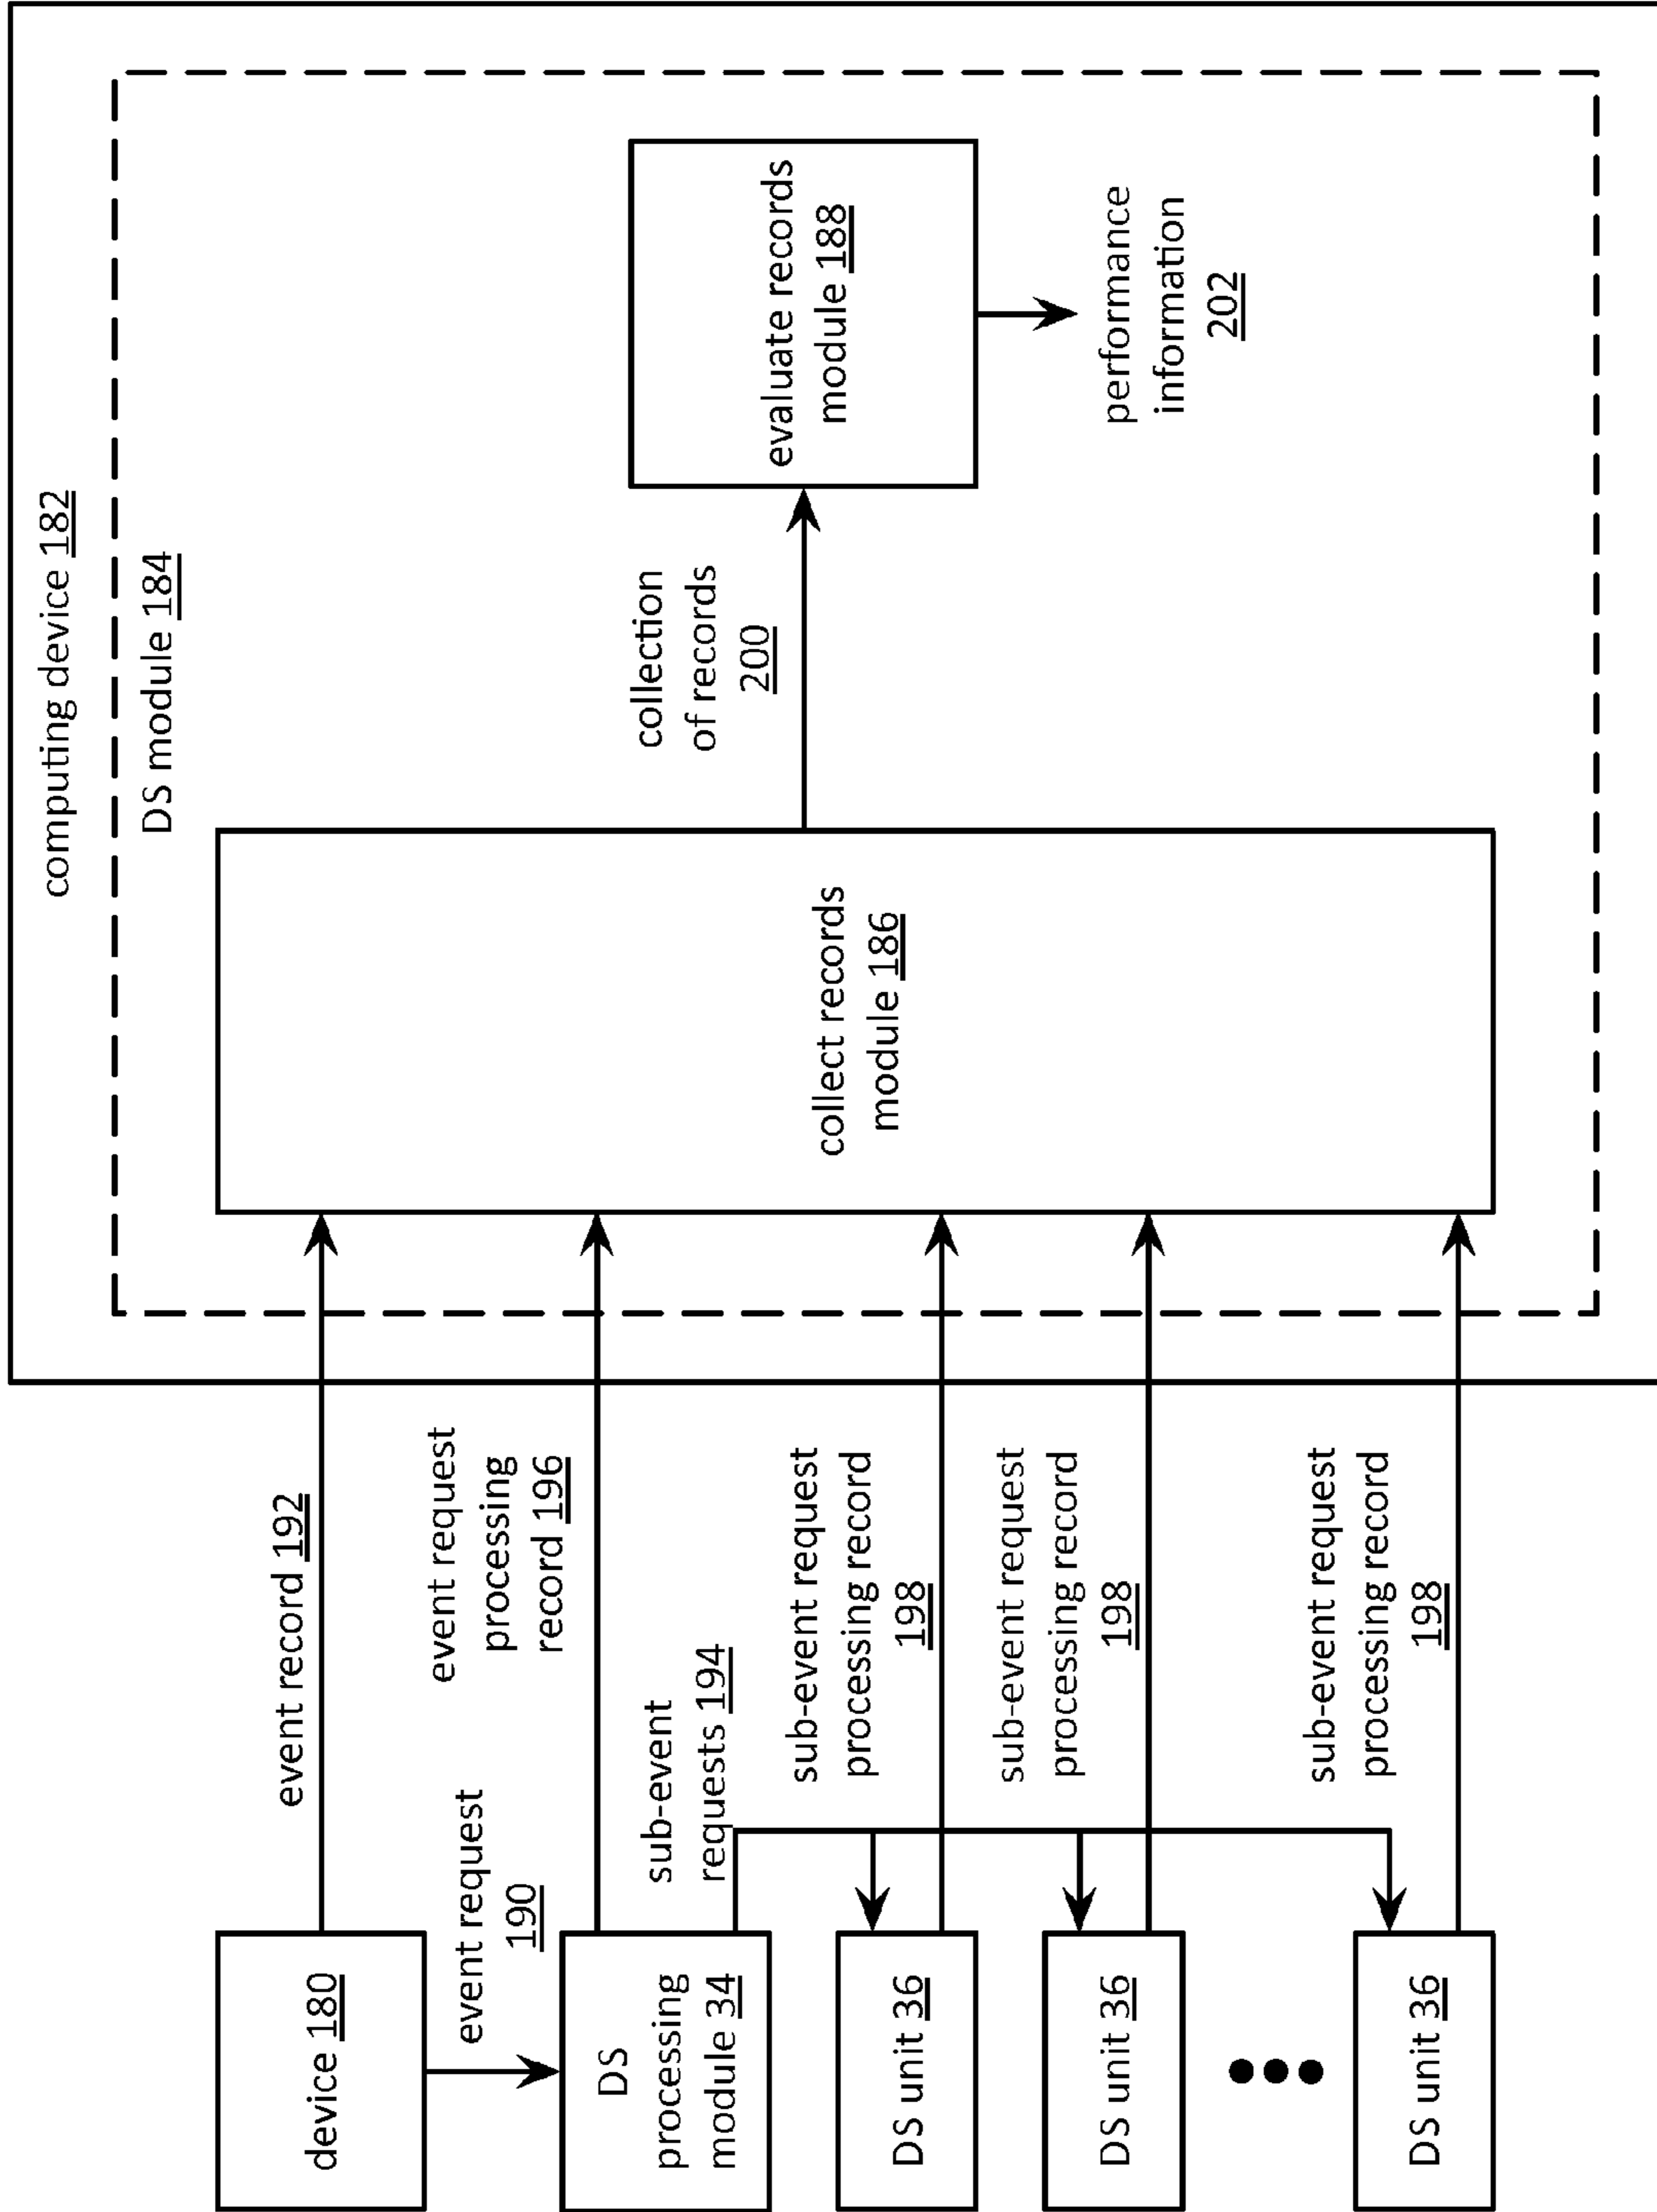 computing device 182
DS module 184
device 180
event record 192
event request
190
DS
processing
module 34
event request
processing
record 196
sub-event
requests 194
DS unit 36
sub-event request
processing record
198
DS unit 36
sub-event request
processing record
198
DS unit 36
sub-event request
processing record
198
collect records
module 186
collection
of records
200
evaluate records
module 188
performance
information
202